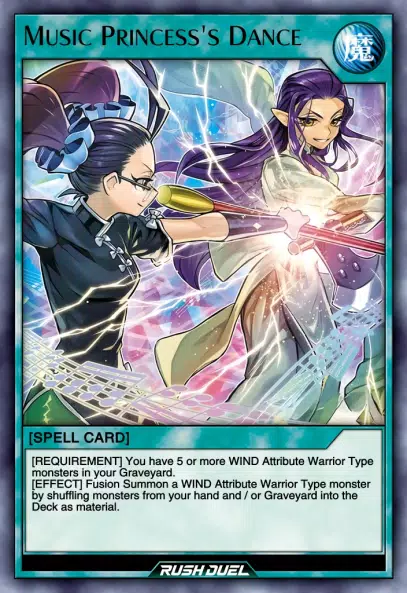 MUSIC PRINCESS'S DANCE
魔
[SPELL CARD]
[REQUIREMENT] You have 5 or more WIND Attribute Warrior Type
monsters in your Graveyard.
[EFFECT] Fusion Summon a WIND Attribute Warrior Type monster
by shuffling monsters from your hand and / or Graveyard into the
Deck as material.
RUSH DUEL